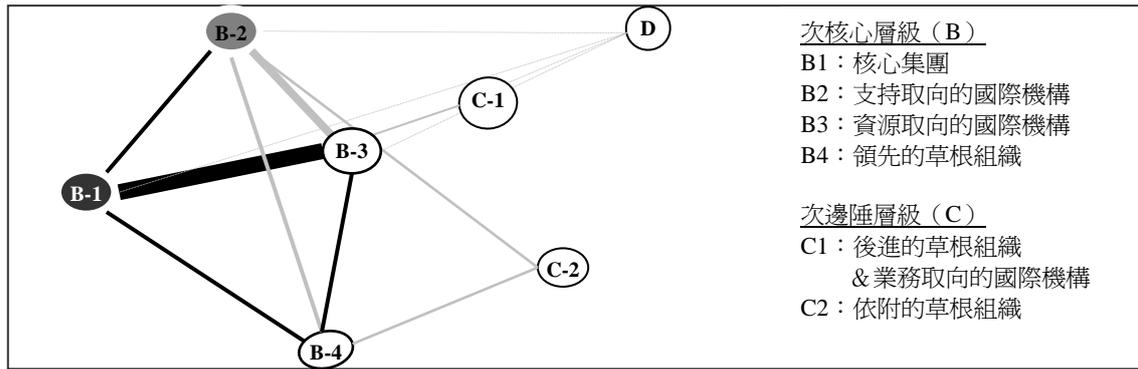 B-2
D
C-1
B-3
B-1
C-2
B-4
次核心層級（B）
B1：核心集團
B2：支持取向的國際機構
B3：資源取向的國際機構
B4：領先的草根組織
次邊陲層級（C）
C1：後進的草根組織
＆業務取向的國際機構
C2：依附的草根組織